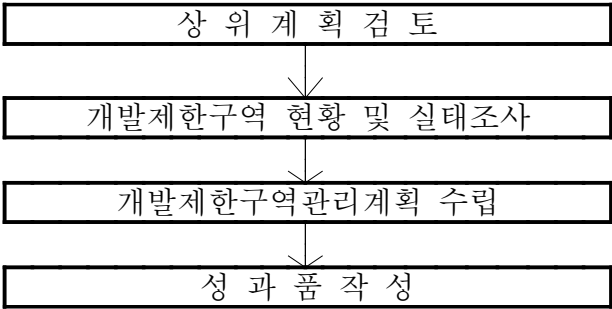 상 위 계 획 검 토
개발제한구역 현황 및 실태조사
개발제한구역관리계획 수립
성 과 품 작 성